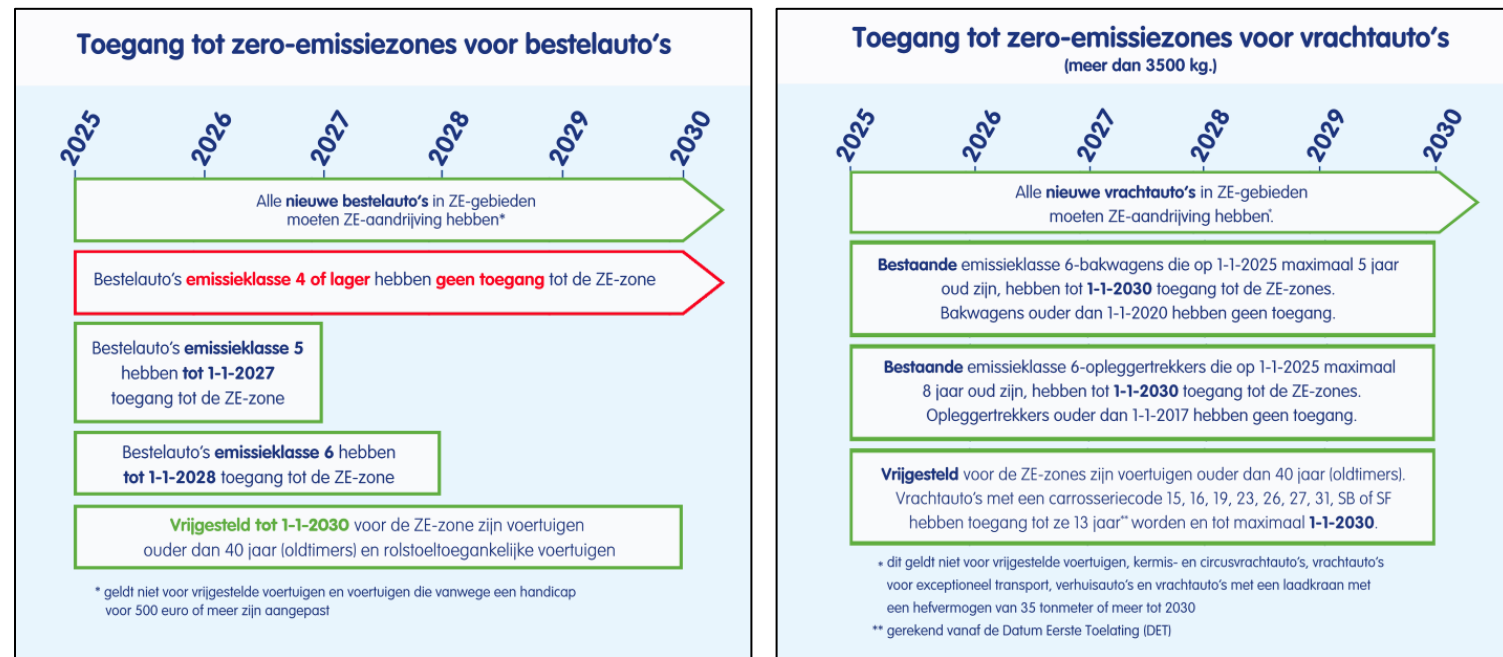 Toegang tot zero-emissiezones voor bestelauto's
2025
2026
2027
2028
2029
2030
Alle nieuwe bestelauto's in ZE-gebieden
moeten ZE-aandrijving hebben*
Bestelauto's emissieklasse 4 of lager hebben geen toegang tot de ZE-zone
Bestelauto's emissieklasse 5
hebben tot 1-1-2027
toegang tot de ZE-zone
Bestelauto's emissieklasse 6 hebben
tot 1-1-2028 toegang tot de ZE-zone
Vrijgesteld tot 1-1-2030 voor de ZE-zone zijn voertuigen
ouder dan 40 jaar (oldtimers) en rolstoeltoegankelijke voertuigen
* geldt niet voor vrijgestelde voertuigen en voertuigen die vanwege een handicap
voor 500 euro of meer zijn aangepast
Toegang tot zero-emissiezones voor vrachtauto's
(meer dan 3500 kg.)
2025
2026
2027
2028
2029
2030
Alle nieuwe vrachtauto's in ZE-gebieden
moeten ZE-aandrijving hebben*.
Bestaande emissieklasse 6-bakwagens die op 1-1-2025 maximaal 5 jaar
oud zijn, hebben tot 1-1-2030 toegang tot de ZE-zones.
Bakwagens ouder dan 1-1-2020 hebben geen toegang.
Bestaande emissieklasse 6-opleggertrekkers die op 1-1-2025 maximaal
8 jaar oud zijn, hebben tot 1-1-2030 toegang tot de ZE-zones.
Opleggertrekkers ouder dan 1-1-2017 hebben geen toegang.
Vrijgesteld voor de ZE-zones zijn voertuigen ouder dan 40 jaar (oldtimers).
Vrachtauto's met een carrosseriecode 15, 16, 19, 23, 26, 27, 31, SB of SF
hebben toegang tot ze 13 jaar** worden en tot maximaal 1-1-2030.
* dit geldt niet voor vrijgestelde voertuigen, kermis- en circusvrachtauto's, vrachtauto's
voor exceptioneel transport, verhuisauto's en vrachtauto's met een laadkraan met
een hefvermogen van 35 tonmeter of meer tot 2030
** gerekend vanaf de Datum Eerste Toelating (DET)